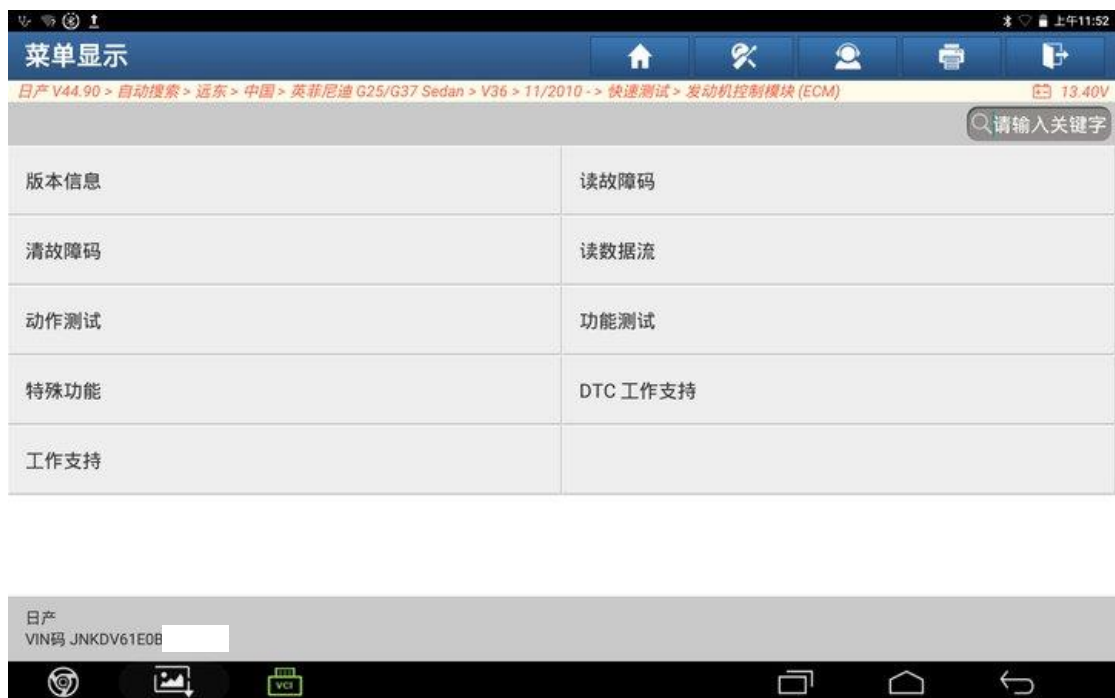 上午11:52
菜单显示
日产 V44.90 > 自动搜索 > 远东 > 中国 > 英菲尼迪 G25/G37 Sedan > V36 > 11/2010 - > 快速测试 > 发动机控制模块 (ECM)
13.40V
请输入关键字
版本信息
读故障码
清故障码
读数据流
动作测试
功能测试
特殊功能
DTC 工作支持
工作支持
日产
VIN码 JNKDV61E0B
VCI